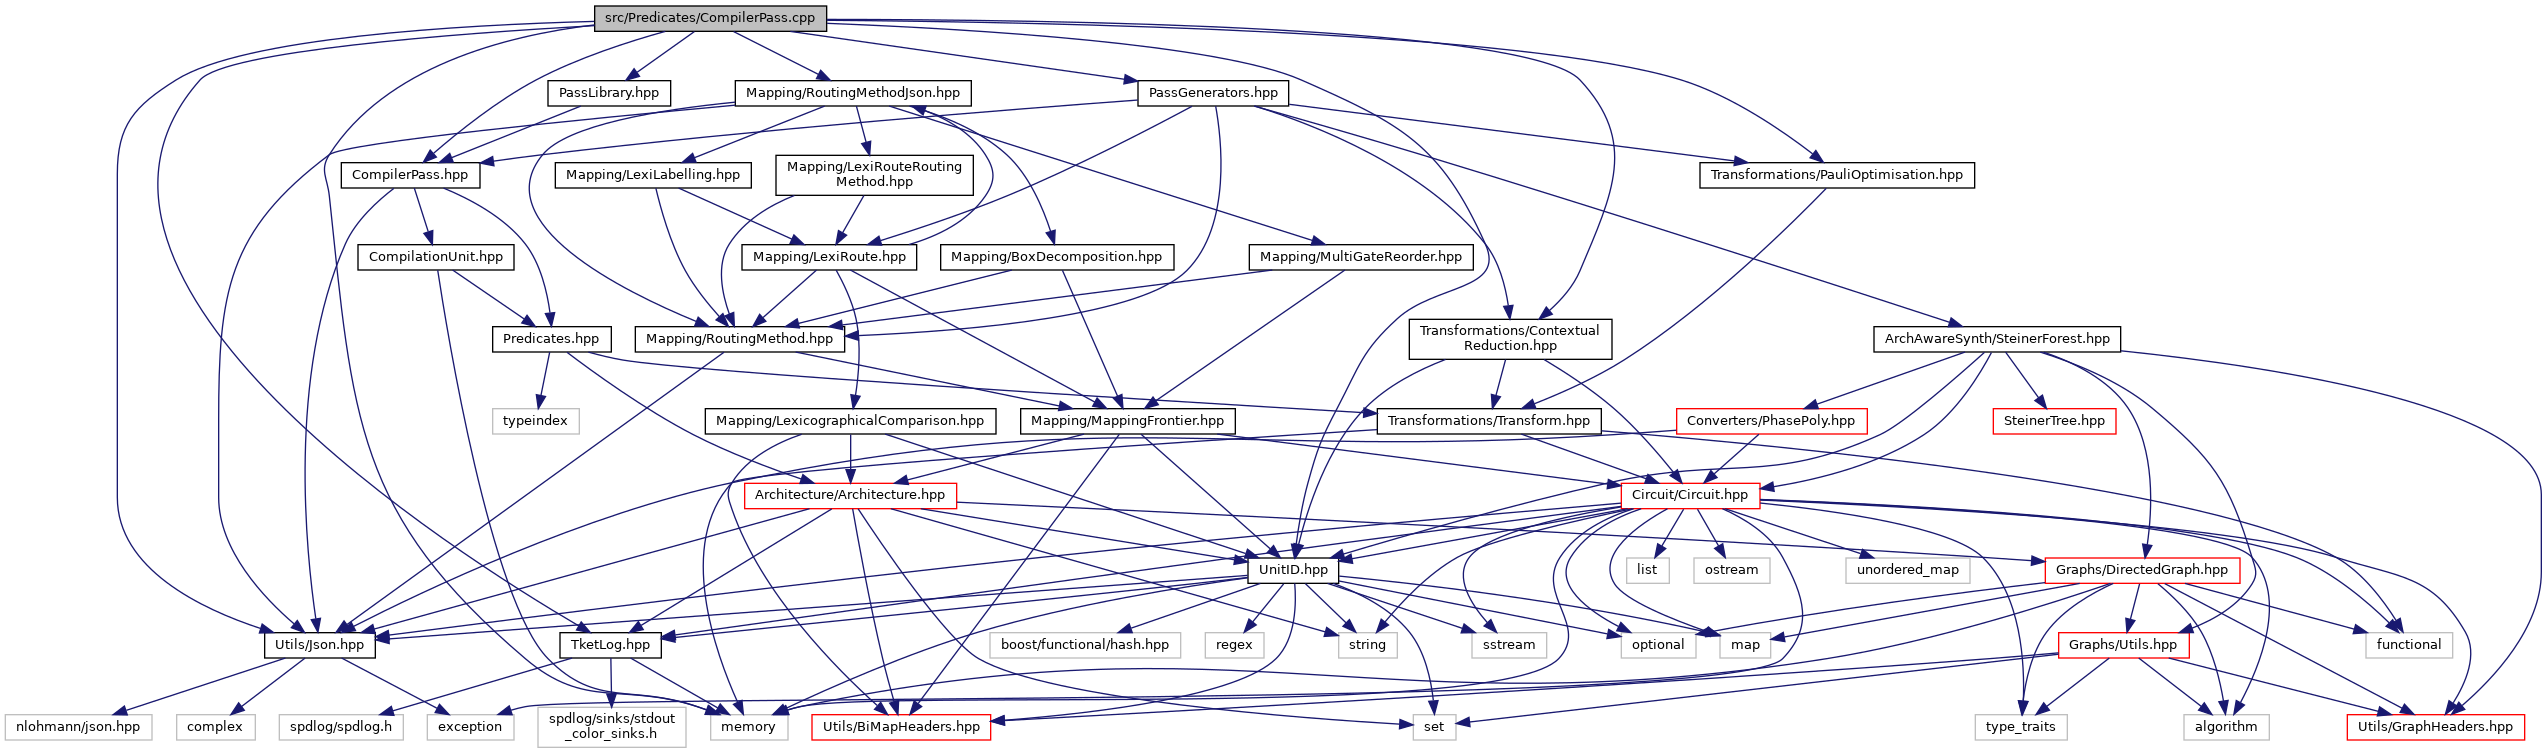 src/Predicates/CompilerPass.cpp
PassLibrary.hpp
Mapping/RoutingMethodJson.hpp
PassGenerators.hpp
CompilerPass.hpp
Mapping/LexiLabelling.hpp
Mapping/LexiRouteRouting
Method.hpp
Transformations/PauliOptimisation.hpp
CompilationUnit.hpp
Mapping/LexiRoute.hpp
Mapping/BoxDecomposition.hpp
Mapping/MultiGateReorder.hpp
Predicates.hpp
Mapping/RoutingMethod.hpp
Transformations/Contextual
Reduction.hpp
ArchAwareSynth/SteinerForest.hpp
typeindex
Mapping/LexicographicalComparison.hpp
Mapping/MappingFrontier.hpp
Transformations/Transform.hpp
Converters/PhasePoly.hpp
SteinerTree.hpp
Architecture/Architecture.hpp
Circuit/Circuit.hpp
UnitID.hpp
list
ostream
unordered_map
Graphs/DirectedGraph.hpp
Utils/Json.hpp
TketLog.hpp
boost/functional/hash.hpp
regex
string
sstream
optional
map
Graphs/Utils.hpp
functional
nlohmann/json.hpp
complex
spdlog/spdlog.h
exception
spdlog/sinks/stdout
_color_sinks.h
memory
Utils/BiMapHeaders.hpp
set
type_traits
algorithm
Utils/GraphHeaders.hpp